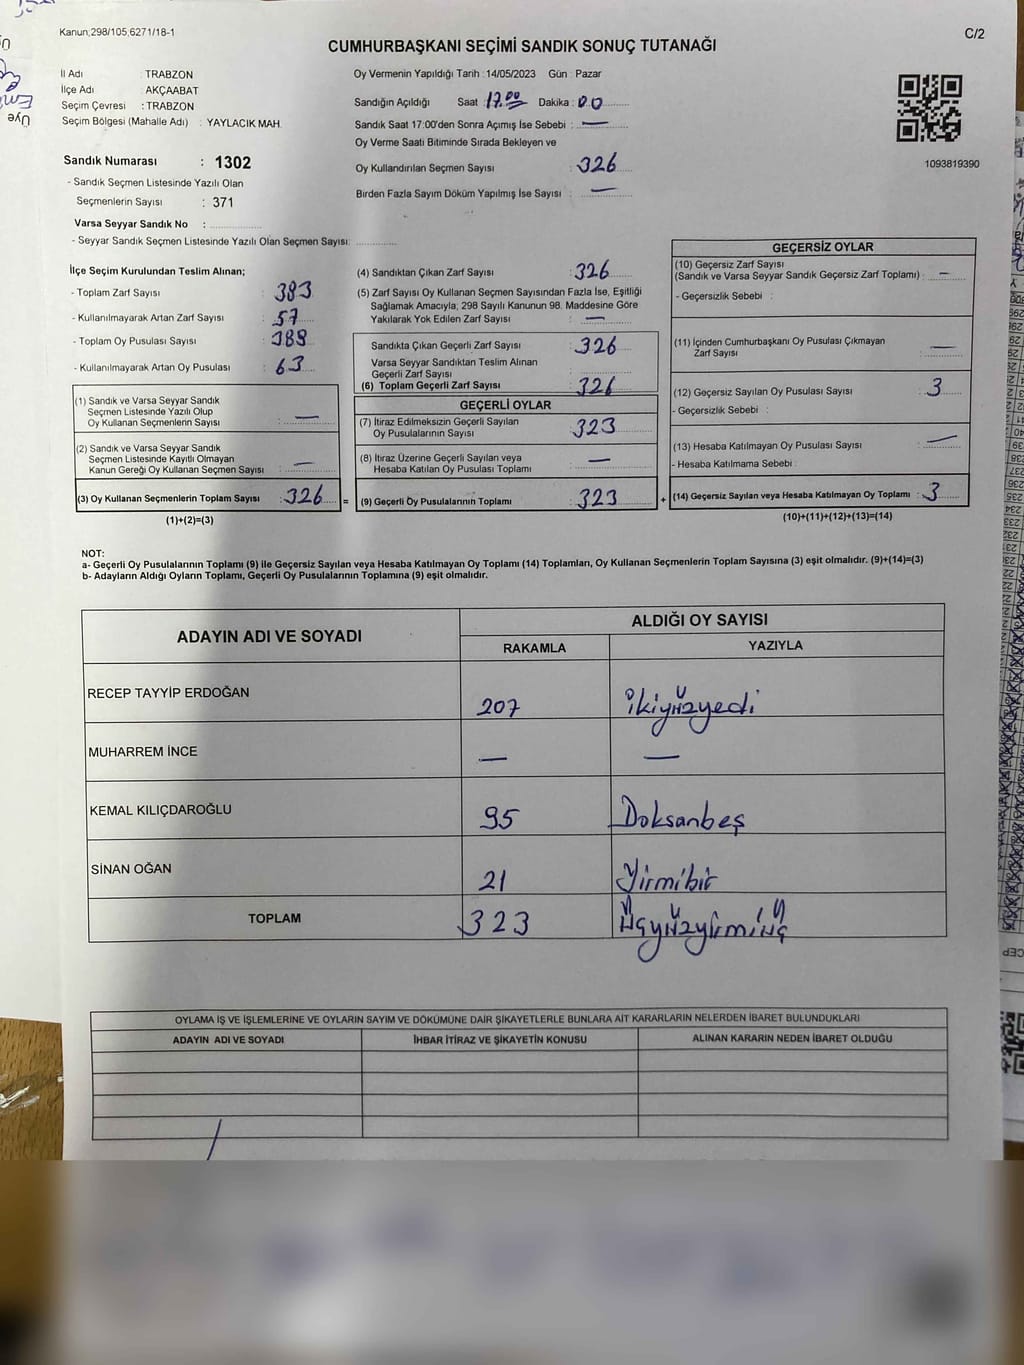 Kanun;298/105,6271/18-1
C/2
CUMHURBAŞKANI SEÇİMİ SANDIK SONUÇ TUTANAĞI
İl Adı : TRABZON
İlçe Adı : AKÇAABAT
Seçim Çevresi : TRABZON
Seçim Bölgesi (Mahalle Adı) : YAYLACIK MAH.
Sandık Numarası : 1302
- Sandık Seçmen Listesinde Yazılı Olan
Seçmenlerin Sayısı : 371
Varsa Seyyar Sandık No :
- Seyyar Sandık Seçmen Listesinde Yazılı Olan Seçmen Sayısı:
Oy Vermenin Yapıldığı Tarih : 14/05/2023 Gün : Pazar
Sandığın Açıldığı Saat : 17.00 Dakika : 00
Sandık Saat 17:00'den Sonra Açımış İse Sebebi : —
Oy Verme Saati Bitiminde Sırada Bekleyen ve
Oy Kullandırılan Seçmen Sayısı : 326
Birden Fazla Sayım Döküm Yapılmış İse Sayısı : —
1093819390
İlçe Seçim Kurulundan Teslim Alınan;
- Toplam Zarf Sayısı : 383
- Kullanılmayarak Artan Zarf Sayısı : 57
- Toplam Oy Pusulası Sayısı : 389
- Kullanılmayarak Artan Oy Pusulası : 63
(1) Sandık ve Varsa Seyyar Sandık
Seçmen Listesinde Yazılı Olup
Oy Kullanan Seçmenlerin Sayısı : —
(2) Sandık ve Varsa Seyyar Sandık
Seçmen Listesinde Kayıtlı Olmayan
Kanun Gereği Oy Kullanan Seçmen Sayısı : —
(3) Oy Kullanan Seçmenlerin Toplam Sayısı : 326 =
(1)+(2)=(3)
(4) Sandıktan Çıkan Zarf Sayısı : 326
(5) Zarf Sayısı Oy Kullanan Seçmen Sayısından Fazla İse, Eşitliği
Sağlamak Amacıyla; 298 Sayılı Kanunun 98. Maddesine Göre
Yakılarak Yok Edilen Zarf Sayısı : —
Sandıkta Çıkan Geçerli Zarf Sayısı : 326
Varsa Seyyar Sandıktan Teslim Alınan
Geçerli Zarf Sayısı :
(6) Toplam Geçerli Zarf Sayısı : 326
GEÇERLİ OYLAR
(7) İtiraz Edilmeksizin Geçerli Sayılan
Oy Pusulalarının Sayısı : 323
(8) İtiraz Üzerine Geçerli Sayılan veya
Hesaba Katılan Oy Pusulası Toplamı : —
(9) Geçerli Oy Pusulalarının Toplamı : 323 +
GEÇERSİZ OYLAR
(10) Geçersiz Zarf Sayısı
(Sandık ve Varsa Seyyar Sandık Geçersiz Zarf Toplamı) : —
- Geçersizlik Sebebi :
(11) İçinden Cumhurbaşkanı Oy Pusulası Çıkmayan
Zarf Sayısı : —
(12) Geçersiz Sayılan Oy Pusulası Sayısı : 3
- Geçersizlik Sebebi :
(13) Hesaba Katılmayan Oy Pusulası Sayısı : —
- Hesaba Katılmama Sebebi :
(14) Geçersiz Sayılan veya Hesaba Katılmayan Oy Toplamı : 3
(10)+(11)+(12)+(13)=(14)
NOT:
a- Geçerli Oy Pusulalarının Toplamı (9) ile Geçersiz Sayılan veya Hesaba Katılmayan Oy Toplamı (14) Toplamları, Oy Kullanan Seçmenlerin Toplam Sayısına (3) eşit olmalıdır. (9)+(14)=(3)
b- Adayların Aldığı Oyların Toplamı, Geçerli Oy Pusulalarının Toplamına (9) eşit olmalıdır.
ADAYIN ADI VE SOYADI
ALDIĞI OY SAYISI
RAKAMLA YAZIYLA
RECEP TAYYİP ERDOĞAN 207 ikiyüzyedi
MUHARREM İNCE — —
KEMAL KILIÇDAROĞLU 95 Doksanbeş
SİNAN OĞAN 21 Yirmibir
TOPLAM 323 Üçyüzyirmiüç
OYLAMA İŞ VE İŞLEMLERİNE VE OYLARIN SAYIM VE DÖKÜMÜNE DAİR ŞİKAYETLERLE BUNLARA AİT KARARLARIN NELERDEN İBARET BULUNDUKLARI
ADAYIN ADI VE SOYADI İHBAR İTİRAZ VE ŞİKAYETİN KONUSU ALINAN KARARIN NEDEN İBARET OLDUĞU